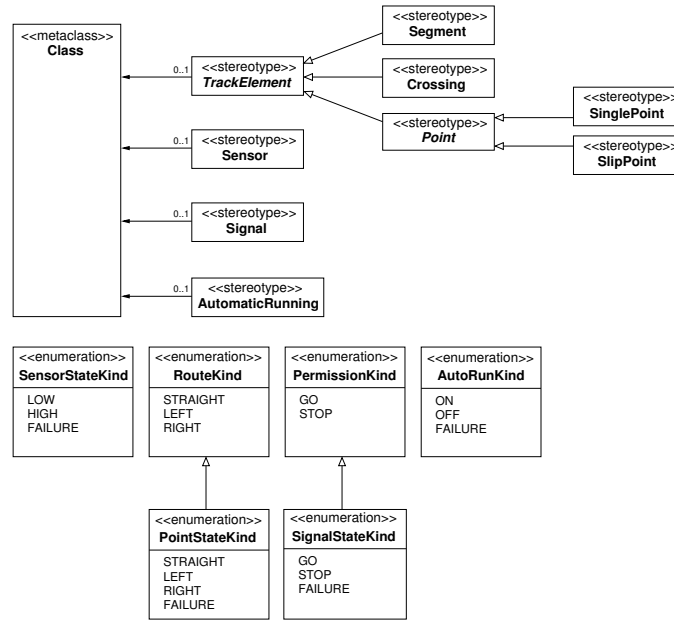 <<metaclass>>
Class
0..1
<<stereotype>>
TrackElement
<<stereotype>>
Segment
<<stereotype>>
Crossing
<<stereotype>>
Point
<<stereotype>>
SinglePoint
<<stereotype>>
SlipPoint
0..1
<<stereotype>>
Sensor
0..1
<<stereotype>>
Signal
0..1
<<stereotype>>
AutomaticRunning
<<enumeration>>
SensorStateKind
LOW
HIGH
FAILURE
<<enumeration>>
RouteKind
STRAIGHT
LEFT
RIGHT
<<enumeration>>
PermissionKind
GO
STOP
<<enumeration>>
AutoRunKind
ON
OFF
FAILURE
<<enumeration>>
PointStateKind
STRAIGHT
LEFT
RIGHT
FAILURE
<<enumeration>>
SignalStateKind
GO
STOP
FAILURE